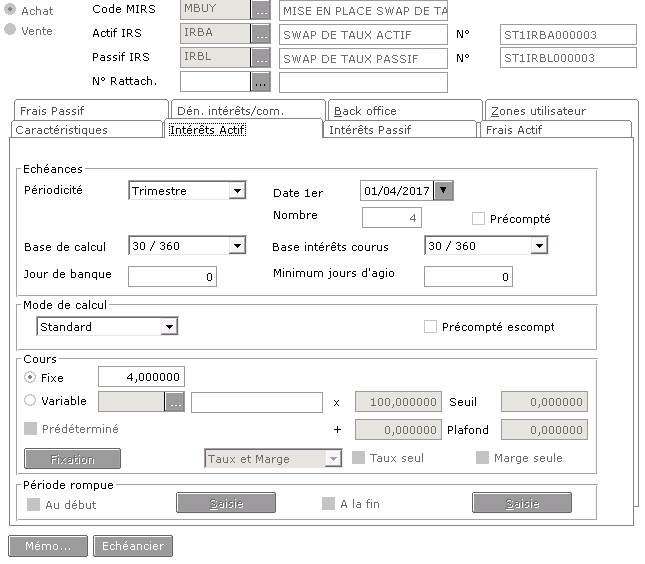 Achat Code MIRS MBUY ... MISE EN PLACE SWAP DE TA
Vente Actif IRS IRBA ... SWAP DE TAUX ACTIF N° ST1IRBA000003
Passif IRS IRBL ... SWAP DE TAUX PASSIF N° ST1IRBL000003
N° Rattach. ...
Frais Passif Dén. intérêts/com. Back office Zones utilisateur
Caractéristiques Intérêts Actif Intérêts Passif Frais Actif
Echéances
Périodicité Trimestre Date 1er 01/04/2017
Nombre 4 Précompté
Base de calcul 30 / 360 Base intérêts courus 30 / 360
Jour de banque 0 Minimum jours d'agio 0
Mode de calcul
Standard Précompté escompt
Cours
Fixe 4,000000
Variable ... x 100,000000 Seuil 0,000000
Prédéterminé + 0,000000 Plafond 0,000000
Fixation Taux et Marge Taux seul Marge seule
Période rompue
Au début Saisie A la fin Saisie
Mémo... Echéancier